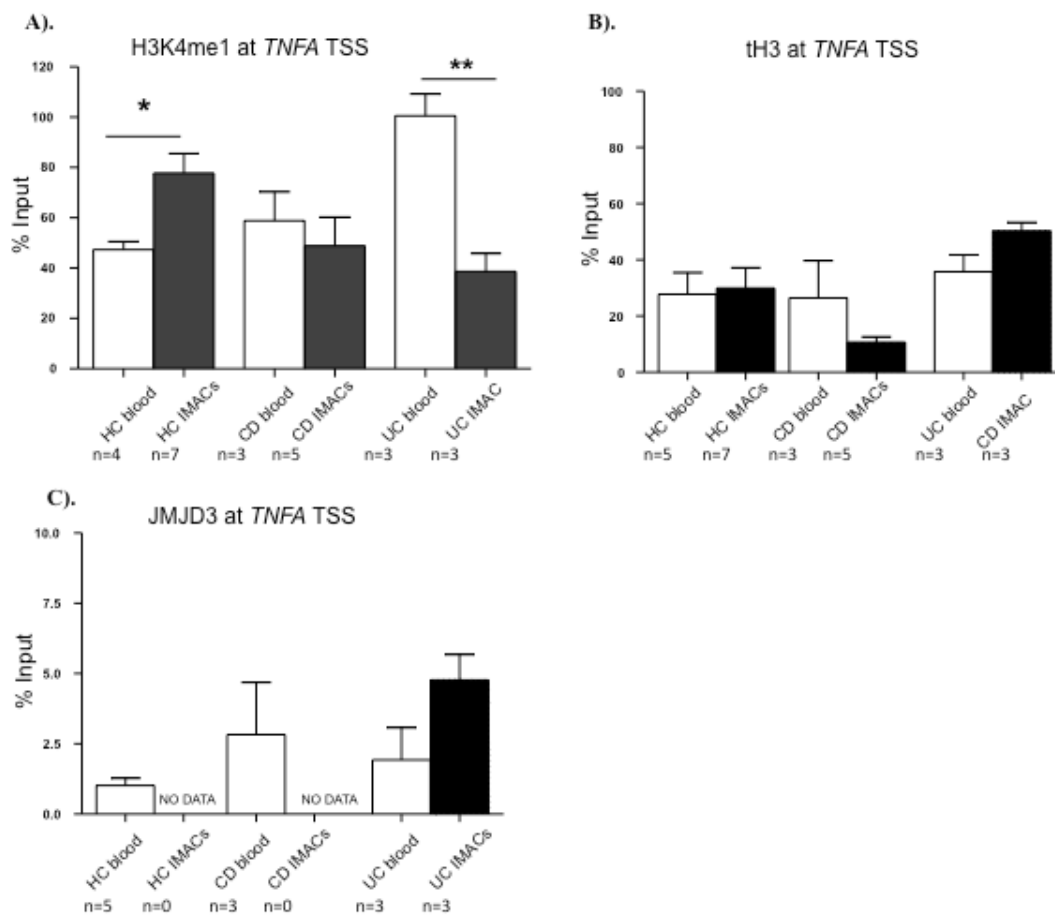 A).
H3K4me1 at TNFA TSS
% Input
120
100
80
60
40
20
0
*
**
HC blood
HC IMACs
CD blood
CD IMACs
UC blood
UC IMAC
n=4 n=7 n=3 n=5 n=3 n=3
B).
tH3 at TNFA TSS
% Input
100
80
60
40
20
0
HC blood
HC IMACs
CD blood
CD IMACs
UC blood
CD IMAC
n=5 n=7 n=3 n=5 n=3 n=3
C).
JMJD3 at TNFA TSS
% Input
10.0
7.5
5.0
2.5
0.0
NO DATA NO DATA
HC blood
HC IMACs
CD blood
CD IMACs
UC blood
UC IMACs
n=5 n=0 n=3 n=0 n=3 n=3